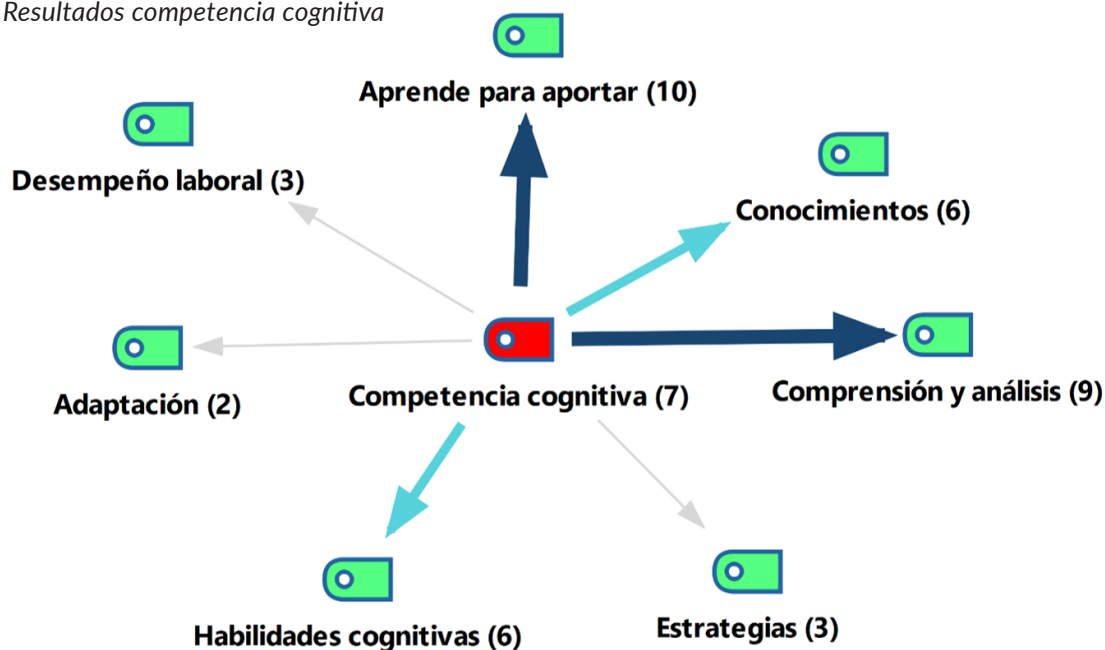 Resultados competencia cognitiva
Aprende para aportar (10)
Desempeño laboral (3)
Conocimientos (6)
Adaptación (2)
Competencia cognitiva (7)
Comprensión y análisis (9)
Habilidades cognitivas (6)
Estrategias (3)